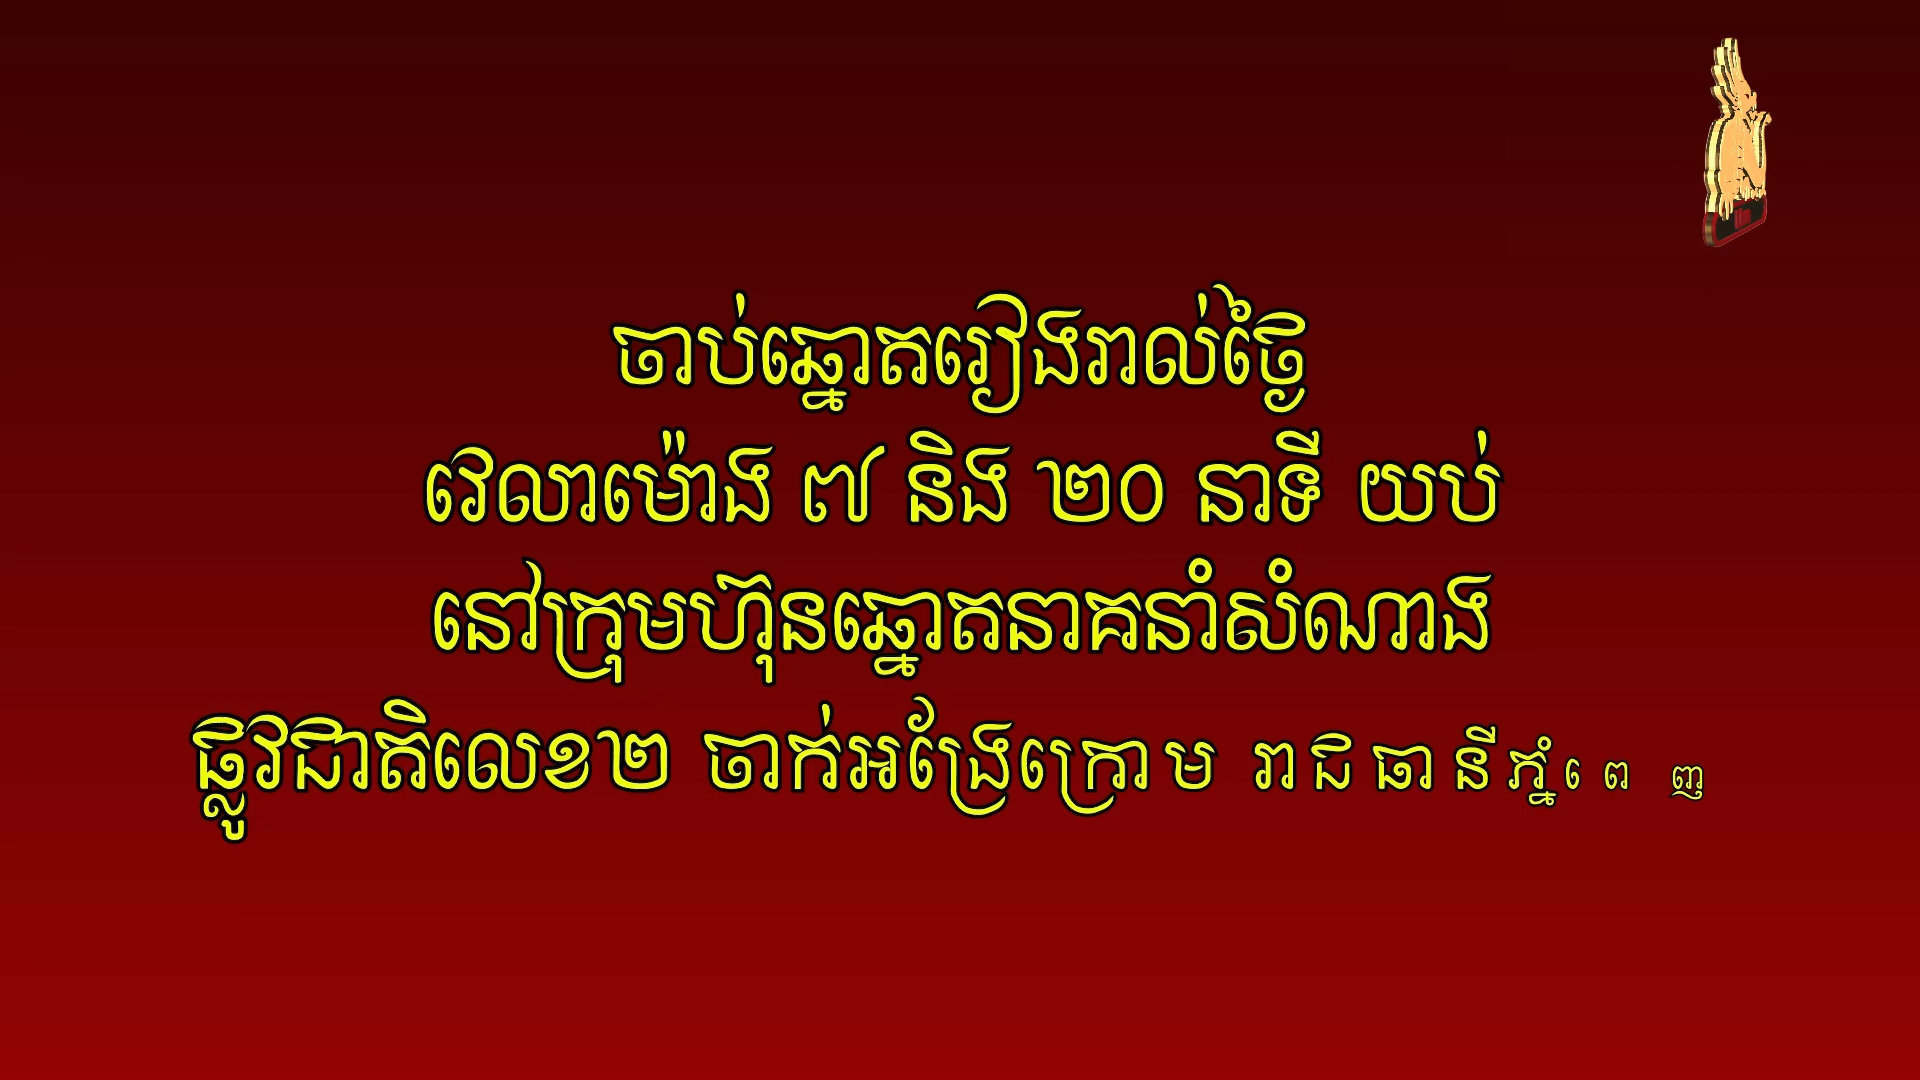 ចាប់ឆ្នោតរៀងរាល់ថ្ងៃ
វេលាម៉ោង ៧ និង ២០ នាទី យប់
នៅក្រុមហ៊ុនឆ្នោតនាគនាំសំណាង
ផ្លូវជាតិលេខ២ ចាក់អង្រែក្រោម រាជធានីភ្នំពេញ